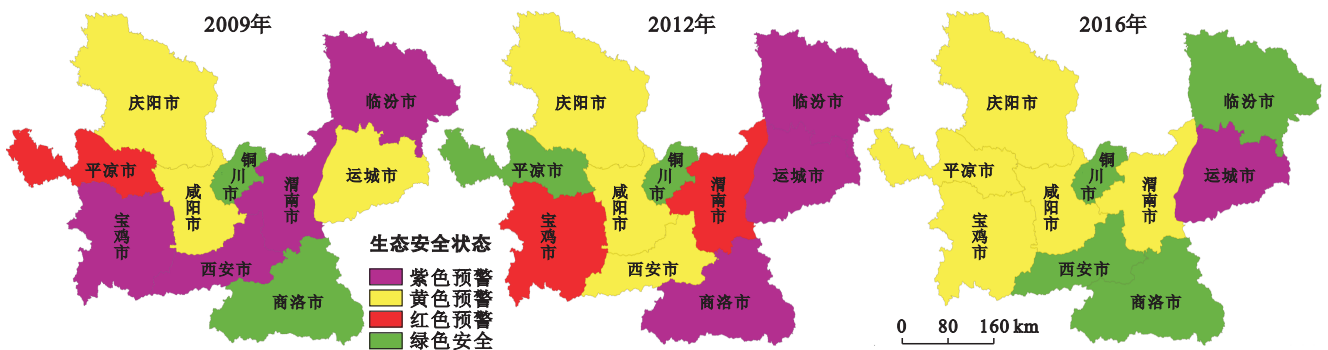 2009年
庆阳市
临汾市
平凉市
铜川市
咸阳市
渭南市
运城市
宝鸡市
西安市
商洛市
生态安全状态
紫色预警
黄色预警
红色预警
绿色安全
2012年
庆阳市
临汾市
平凉市
铜川市
咸阳市
渭南市
运城市
宝鸡市
西安市
商洛市
2016年
庆阳市
临汾市
平凉市
铜川市
咸阳市
渭南市
运城市
宝鸡市
西安市
商洛市
0 80 160 km